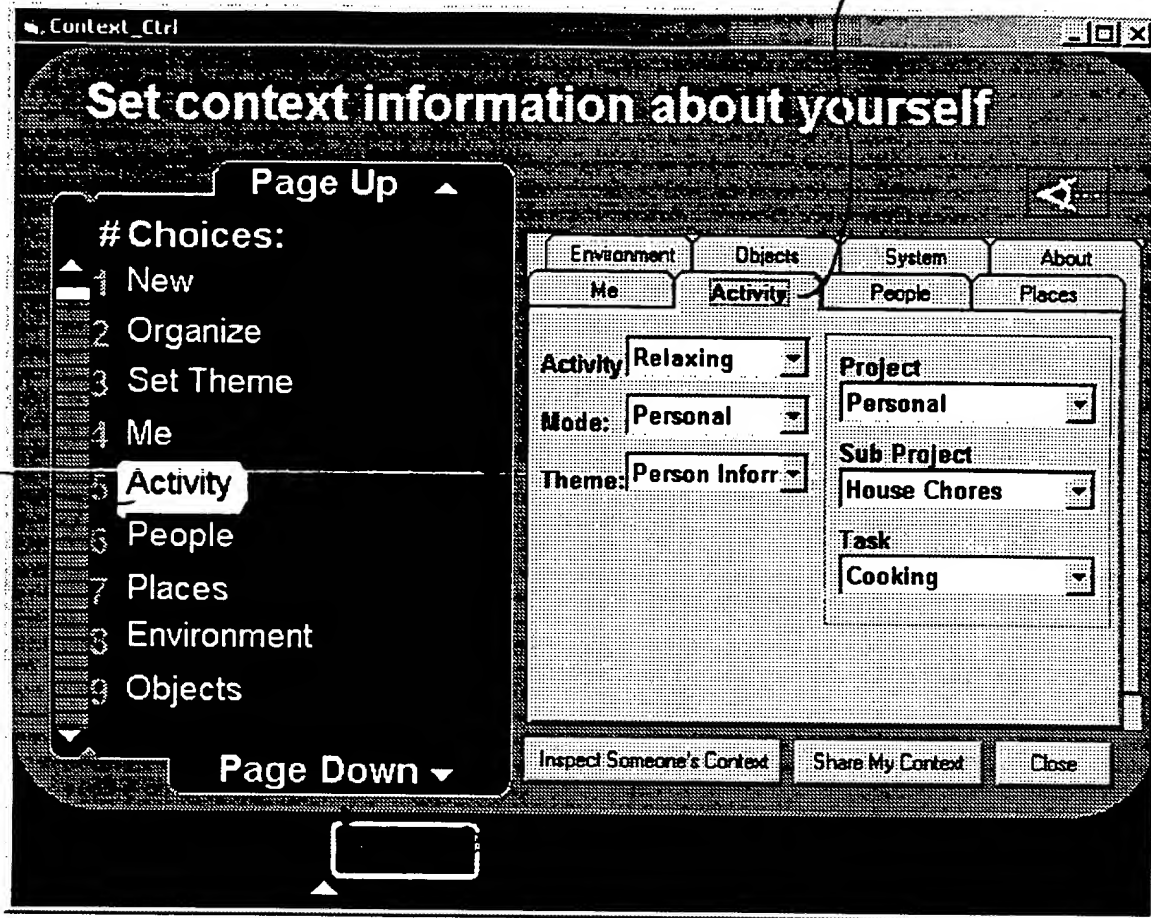 Context_Ctrl
Set context information about yourself
Page Up
# Choices:
1 New
2 Organize
3 Set Theme
4 Me
5 Activity
6 People
7 Places
8 Environment
9 Objects
Page Down
Environment Objects System About
Me Activity People Places
Activity Relaxing
Mode: Personal
Theme: Person Inforr
Project
Personal
Sub Project
House Chores
Task
Cooking
Inspect Someone's Context Share My Context Close